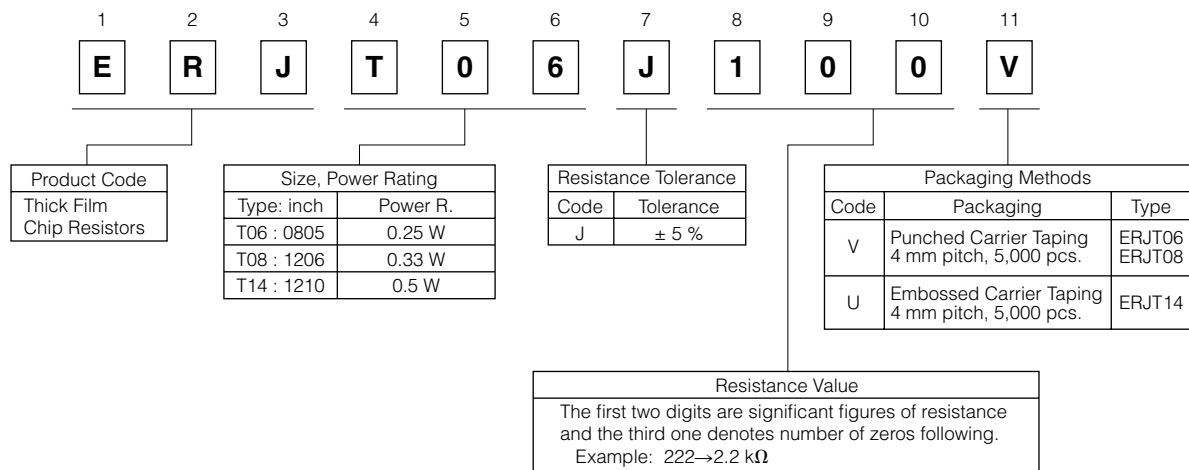 1 2 3 4 5 6 7 8 9 10 11
E R J T 0 6 J 1 0 0 V
Product Code
Thick Film
Chip Resistors
Size, Power Rating
Type: inch Power R.
T06 : 0805 0.25 W
T08 : 1206 0.33 W
T14 : 1210 0.5 W
Resistance Tolerance
Code Tolerance
J ± 5 %
Packaging Methods
Code Packaging Type
V Punched Carrier Taping ERJT06
4 mm pitch, 5,000 pcs. ERJT08
U Embossed Carrier Taping ERJT14
4 mm pitch, 5,000 pcs.
Resistance Value
The first two digits are significant figures of resistance
and the third one denotes number of zeros following.
Example: 222→2.2 kΩ